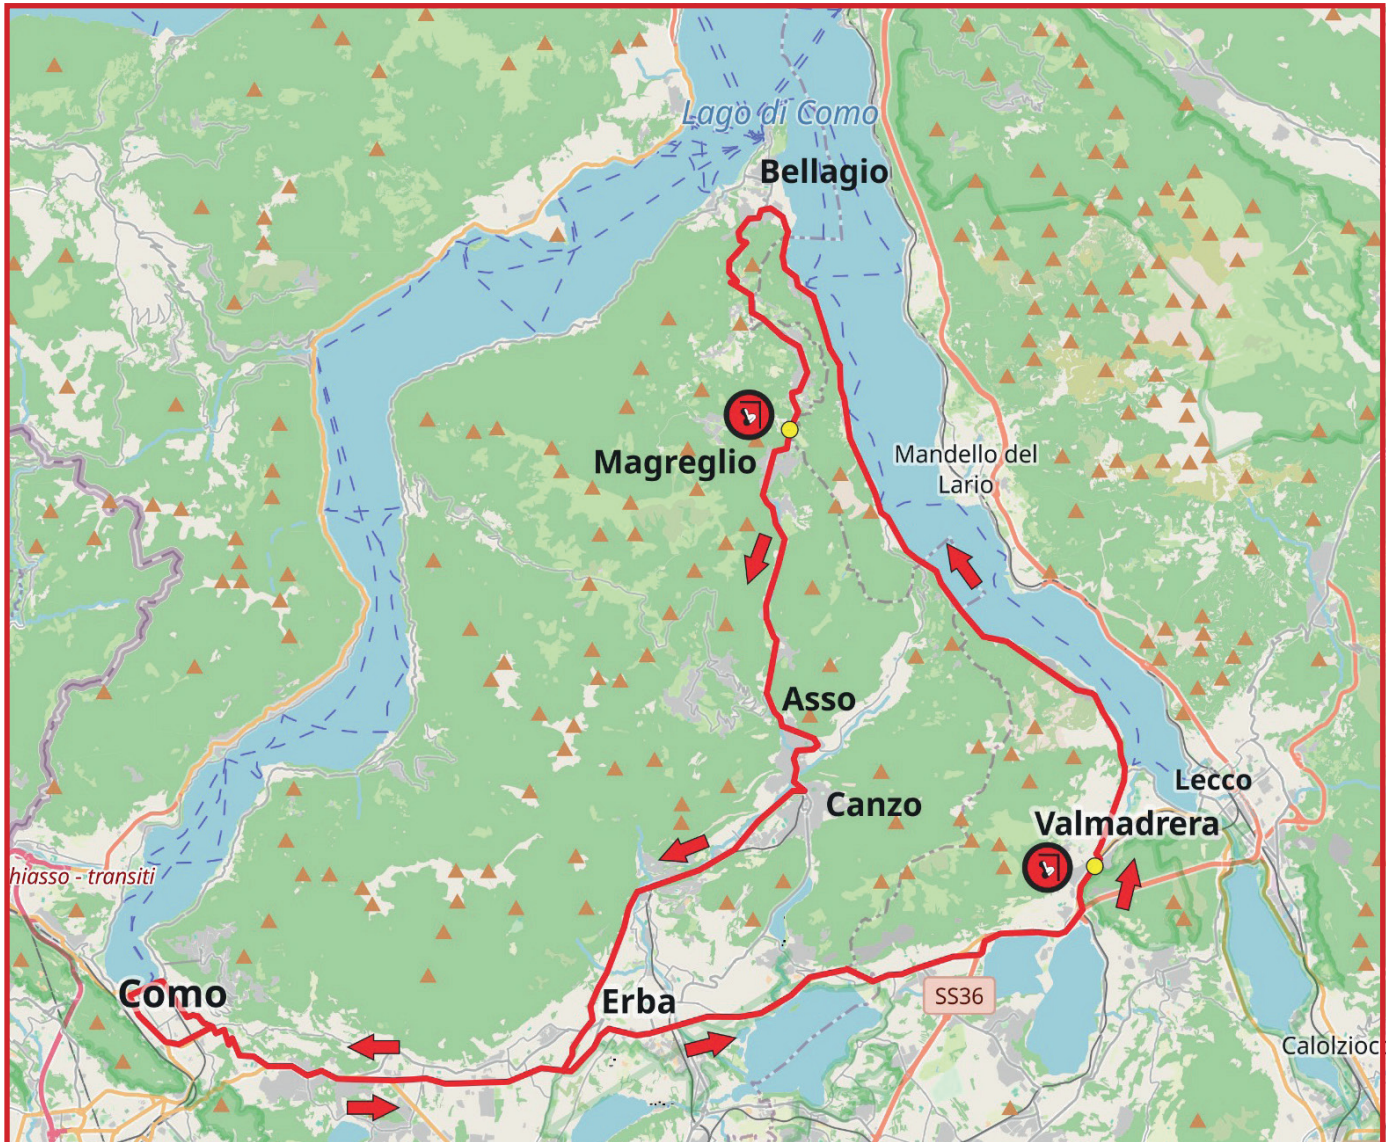 Lago di Como
Bellagio
Mandello del
Lario
Magreglio
Asso
Canzo
Lecco
Valmadrera
hiasso - transiti
Como
Erba
SS36
Calolzioc